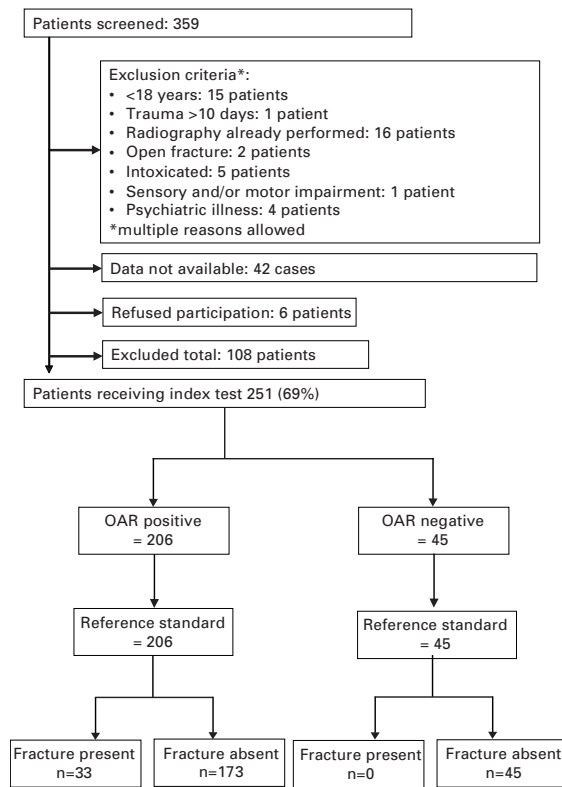 Patients screened: 359
Exclusion criteria*:
• <18 years: 15 patients
• Trauma >10 days: 1 patient
• Radiography already performed: 16 patients
• Open fracture: 2 patients
• Intoxicated: 5 patients
• Sensory and/or motor impairment: 1 patient
• Psychiatric illness: 4 patients
*multiple reasons allowed
Data not available: 42 cases
Refused participation: 6 patients
Excluded total: 108 patients
Patients receiving index test 251 (69%)
OAR positive
= 206
OAR negative
= 45
Reference standard
= 206
Reference standard
= 45
Fracture present
n=33
Fracture absent
n=173
Fracture present
n=0
Fracture absent
n=45